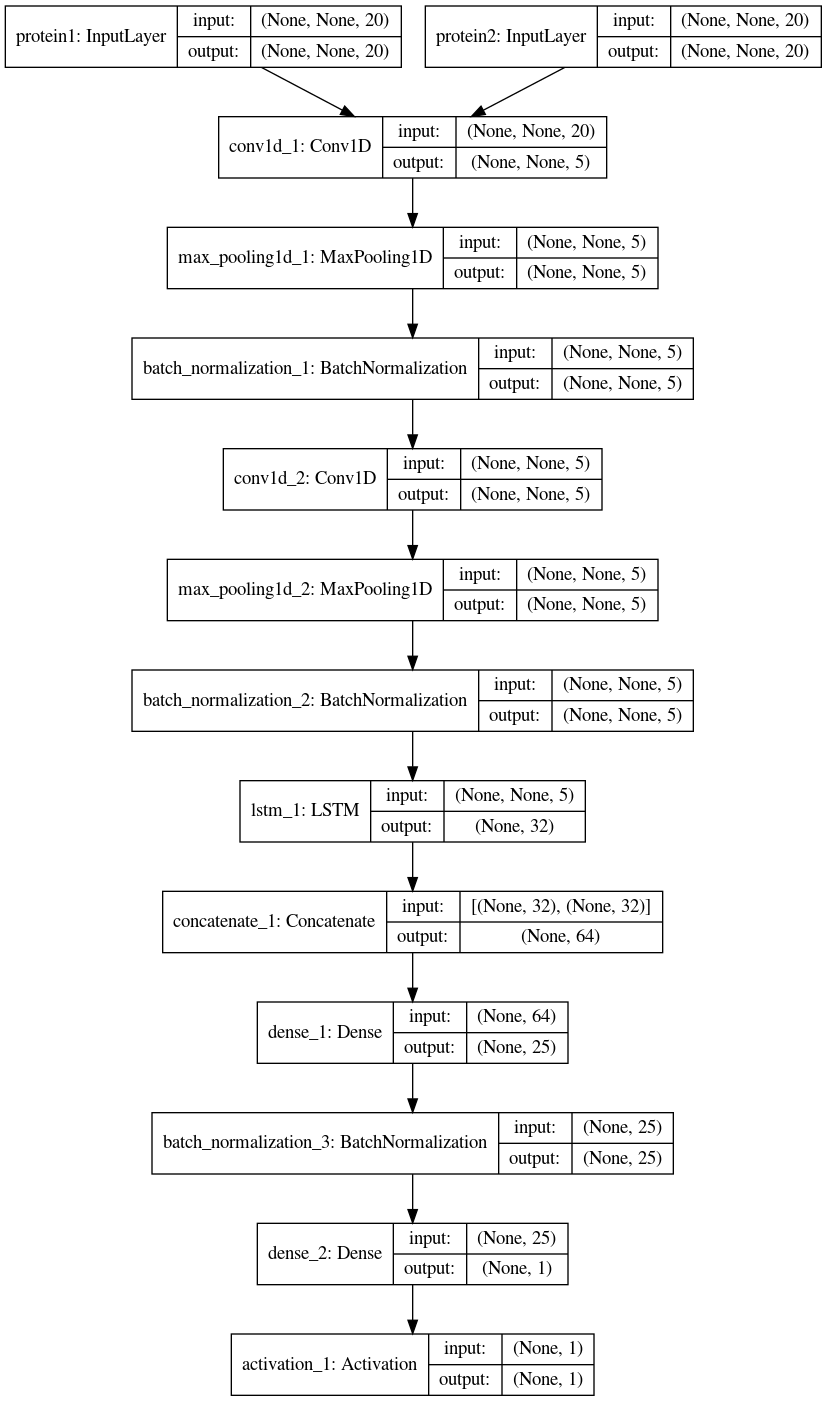 protein1: InputLayer
input: (None, None, 20)
output: (None, None, 20)
protein2: InputLayer
input: (None, None, 20)
output: (None, None, 20)
conv1d_1: Conv1D
input: (None, None, 20)
output: (None, None, 5)
max_pooling1d_1: MaxPooling1D
input: (None, None, 5)
output: (None, None, 5)
batch_normalization_1: BatchNormalization
input: (None, None, 5)
output: (None, None, 5)
conv1d_2: Conv1D
input: (None, None, 5)
output: (None, None, 5)
max_pooling1d_2: MaxPooling1D
input: (None, None, 5)
output: (None, None, 5)
batch_normalization_2: BatchNormalization
input: (None, None, 5)
output: (None, None, 5)
lstm_1: LSTM
input: (None, None, 5)
output: (None, 32)
concatenate_1: Concatenate
input: [(None, 32), (None, 32)]
output: (None, 64)
dense_1: Dense
input: (None, 64)
output: (None, 25)
batch_normalization_3: BatchNormalization
input: (None, 25)
output: (None, 25)
dense_2: Dense
input: (None, 25)
output: (None, 1)
activation_1: Activation
input: (None, 1)
output: (None, 1)